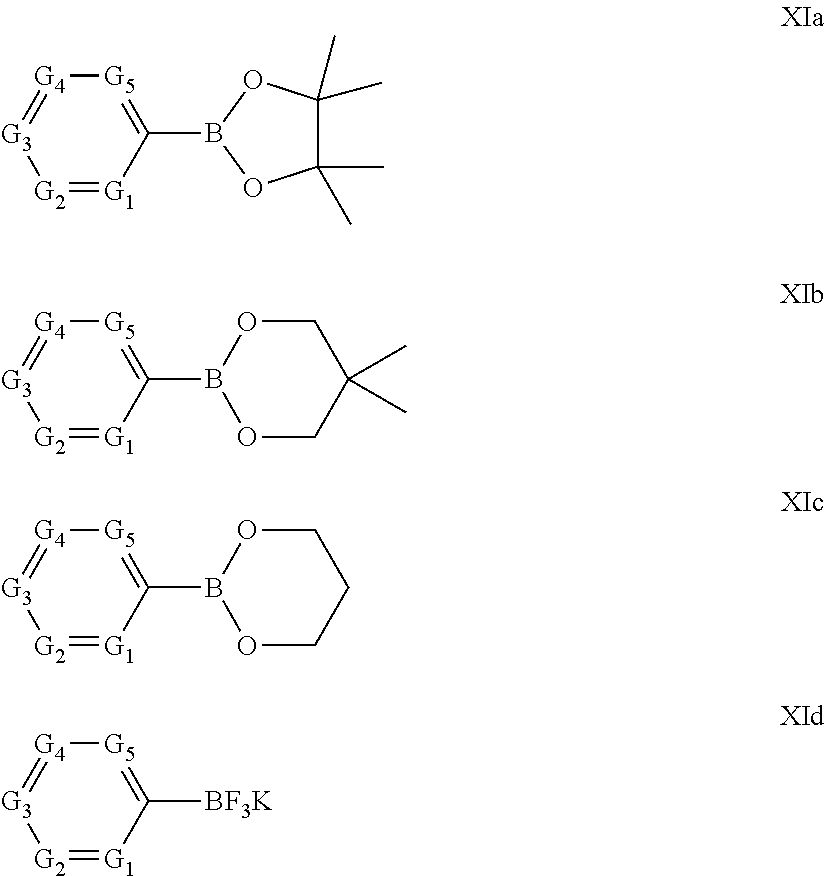 XIa
G4 G5 O
G3 B
G2 G1 O
XIb
G4 G5 O
G3 B
G2 G1 O
XIc
G4 G5 O
G3 B
G2 G1 O
XId
G4 G5
G3 BF3K
G2 G1